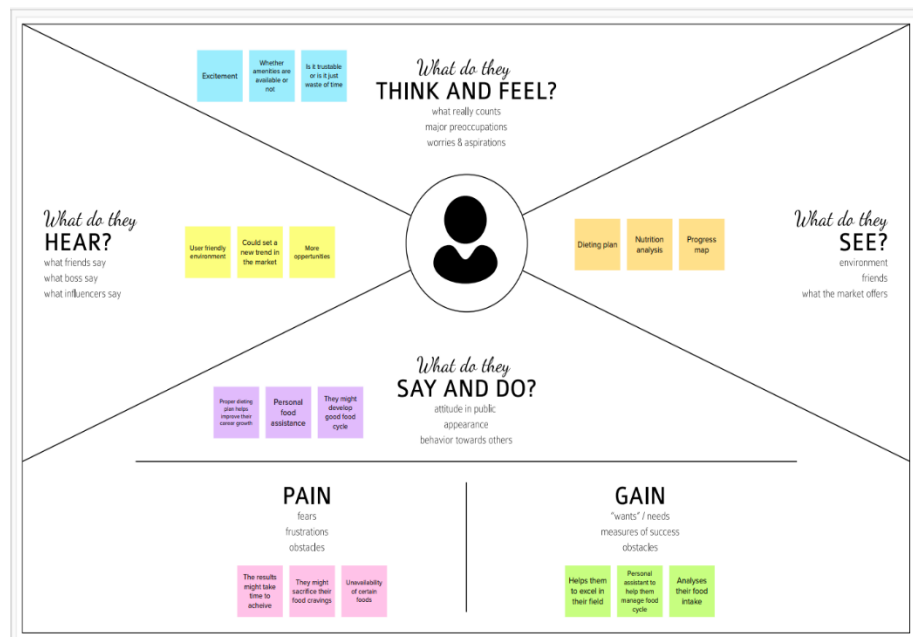 Excitement
Whether
amenities are
available or
not
Is it trustable
or is it just
waste of time
What do they
THINK AND FEEL?
what really counts
major preoccupations
worries & aspirations
What do they
HEAR?
what friends say
what boss say
what influencers say
User friendly
environment
Could set a
new trend in
the market
More
oppertunities
Dieting plan
Nutrition
analysis
Progress
map
What do they
SEE?
environment
friends
what the market offers
What do they
SAY AND DO?
attitude in public
appearance
behavior towards others
Proper dieting
plan helps
improve their
career growth
Personal
food
assistance
They might
develop
good food
cycle
PAIN
fears
frustrations
obstacles
The results
might take
time to
acheive
They might
sacrifice their
food cravings
Unavailability
of certain
foods
GAIN
"wants" / needs
measures of success
obstacles
Helps them
to excel in
their field
Personal
assistant to
help them
manage food
cycle
Analyses
their food
intake